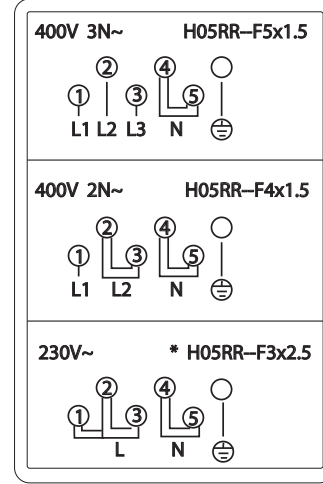 400V 3N~ H05RR--F5x1.5
2 4
1 3 5
L1 L2 L3 N
400V 2N~ H05RR--F4x1.5
2 4
1 3 5
L1 L2 N
230V~ * H05RR--F3x2.5
2 4
1 3 5
L N